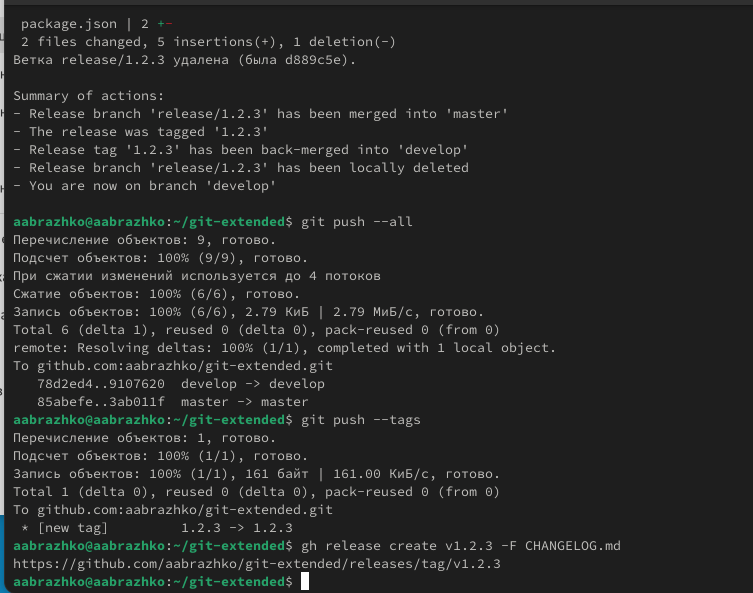 package.json | 2 +-
2 files changed, 5 insertions(+), 1 deletion(-)
Ветка release/1.2.3 удалена (была d889c5e).
Summary of actions:
- Release branch 'release/1.2.3' has been merged into 'master'
- The release was tagged '1.2.3'
- Release tag '1.2.3' has been back-merged into 'develop'
- Release branch 'release/1.2.3' has been locally deleted
- You are now on branch 'develop'
aabrazhko@aabrazhko:~/git-extended$ git push --all
Перечисление объектов: 9, готово.
Подсчет объектов: 100% (9/9), готово.
При сжатии изменений используется до 4 потоков
Сжатие объектов: 100% (6/6), готово.
Запись объектов: 100% (6/6), 2.79 КиБ | 2.79 МиБ/с, готово.
Total 6 (delta 1), reused 0 (delta 0), pack-reused 0 (from 0)
remote: Resolving deltas: 100% (1/1), completed with 1 local object.
To github.com:aabrazhko/git-extended.git
78d2ed4..9107620  develop -> develop
85abefe..3ab011f  master -> master
aabrazhko@aabrazhko:~/git-extended$ git push --tags
Перечисление объектов: 1, готово.
Подсчет объектов: 100% (1/1), готово.
Запись объектов: 100% (1/1), 161 байт | 161.00 КиБ/с, готово.
Total 1 (delta 0), reused 0 (delta 0), pack-reused 0 (from 0)
To github.com:aabrazhko/git-extended.git
* [new tag]         1.2.3 -> 1.2.3
aabrazhko@aabrazhko:~/git-extended$ gh release create v1.2.3 -F CHANGELOG.md
https://github.com/aabrazhko/git-extended/releases/tag/v1.2.3
aabrazhko@aabrazhko:~/git-extended$